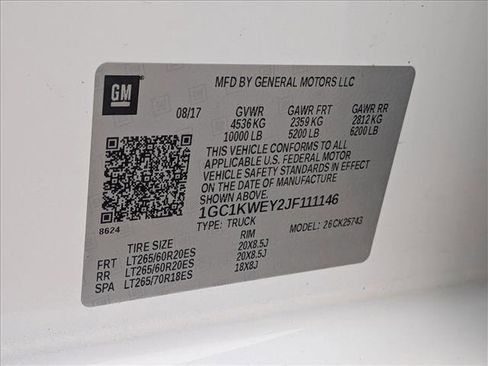 GM
MFD BY GENERAL MOTORS LLC
08/17 GVWR GAWR FRT GAWR RR
4536 KG 2359 KG 2812 KG
10000 LB 5200 LB 6200 LB
THIS VEHICLE CONFORMS TO ALL
APPLICABLE U.S. FEDERAL MOTOR
VEHICLE SAFETY STANDARDS IN EFFECT
ON THE DATE OF MANUFACTURE SHOWN ABOVE.
1GC1KWEY2JF111146
8624 TYPE: TRUCK MODEL: 26CK25743
TIRE SIZE RIM
FRT LT265/60R20ES 20X8.5J
RR LT265/60R20ES 20X8.5J
SPA LT265/70R18ES 18X8J